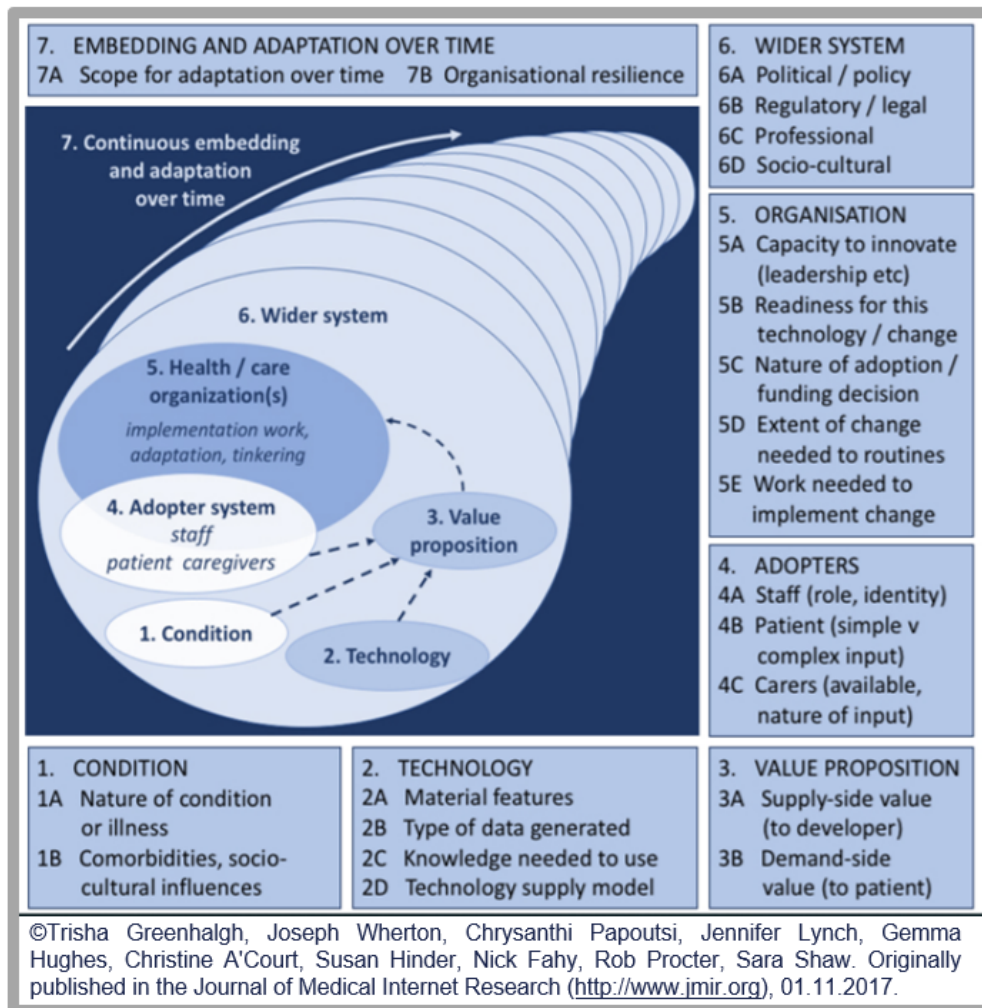 7. EMBEDDING AND ADAPTATION OVER TIME
7A Scope for adaptation over time 7B Organisational resilience
7. Continuous embedding
and adaptation
over time
6. Wider system
5. Health / care
organization(s)
implementation work,
adaptation, tinkering
4. Adopter system
staff
patient caregivers
3. Value
proposition
1. Condition
2. Technology
6. WIDER SYSTEM
6A Political / policy
6B Regulatory / legal
6C Professional
6D Socio-cultural
5. ORGANISATION
5A Capacity to innovate
(leadership etc)
5B Readiness for this
technology / change
5C Nature of adoption /
funding decision
5D Extent of change
needed to routines
5E Work needed to
implement change
4. ADOPTERS
4A Staff (role, identity)
4B Patient (simple v
complex input)
4C Carers (available,
nature of input)
1. CONDITION
1A Nature of condition
or illness
1B Comorbidities, socio-
cultural influences
2. TECHNOLOGY
2A Material features
2B Type of data generated
2C Knowledge needed to use
2D Technology supply model
3. VALUE PROPOSITION
3A Supply-side value
(to developer)
3B Demand-side
value (to patient)
©Trisha Greenhalgh, Joseph Wherton, Chrysanthi Papoutsi, Jennifer Lynch, Gemma
Hughes, Christine A'Court, Susan Hinder, Nick Fahy, Rob Procter, Sara Shaw. Originally
published in the Journal of Medical Internet Research (http://www.jmir.org), 01.11.2017.